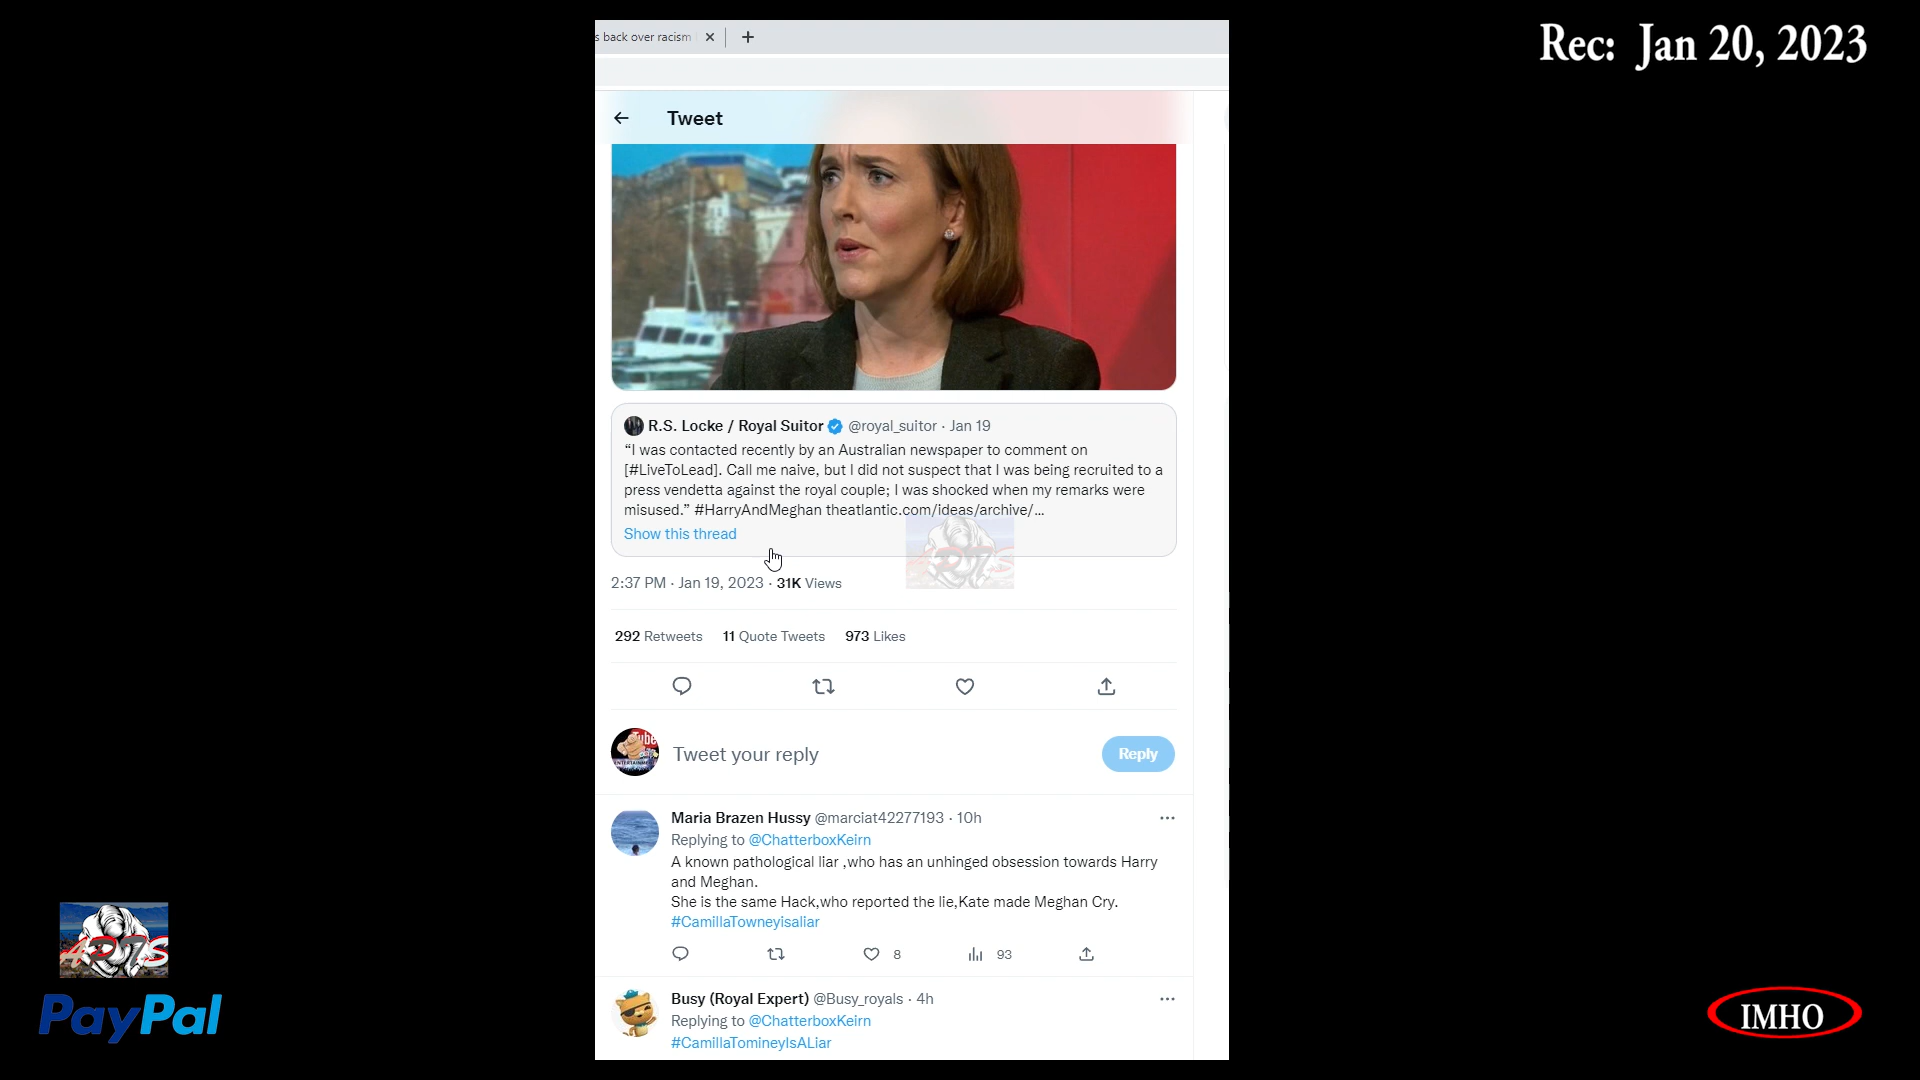 Rec: Jan 20, 2023
s back over racism
Tweet
R.S. Locke / Royal Suitor @royal_suitor · Jan 19
“I was contacted recently by an Australian newspaper to comment on
[#LiveToLead]. Call me naive, but I did not suspect that I was being recruited to a
press vendetta against the royal couple; I was shocked when my remarks were
misused.” #HarryAndMeghan theatlantic.com/ideas/archive/...
Show this thread
2:37 PM · Jan 19, 2023 · 31K Views
292 Retweets 11 Quote Tweets 973 Likes
Tweet your reply
Reply
Maria Brazen Hussy @marciat42277193 · 10h
Replying to @ChatterboxKeirn
A known pathological liar ,who has an unhinged obsession towards Harry
and Meghan.
She is the same Hack,who reported the lie,Kate made Meghan Cry.
#CamillaTowneyisaliar
8 93
Busy (Royal Expert) @Busy_royals · 4h
Replying to @ChatterboxKeirn
#CamillaTomineyIsALiar
PayPal
IMHO